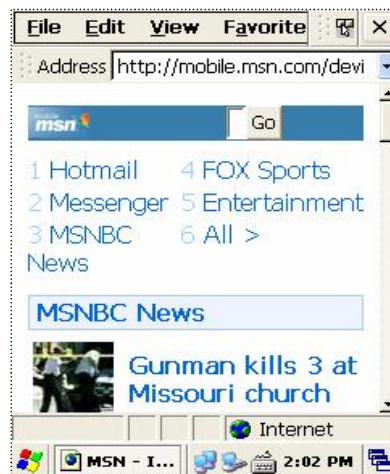 File Edit View Favorite
Address http://mobile.msn.com/devi
mobile
msn Go
1 Hotmail 4 FOX Sports
2 Messenger 5 Entertainment
3 MSNBC News 6 All >
MSNBC News
Gunman kills 3 at
Missouri church
Internet
MSN - I... 2:02 PM